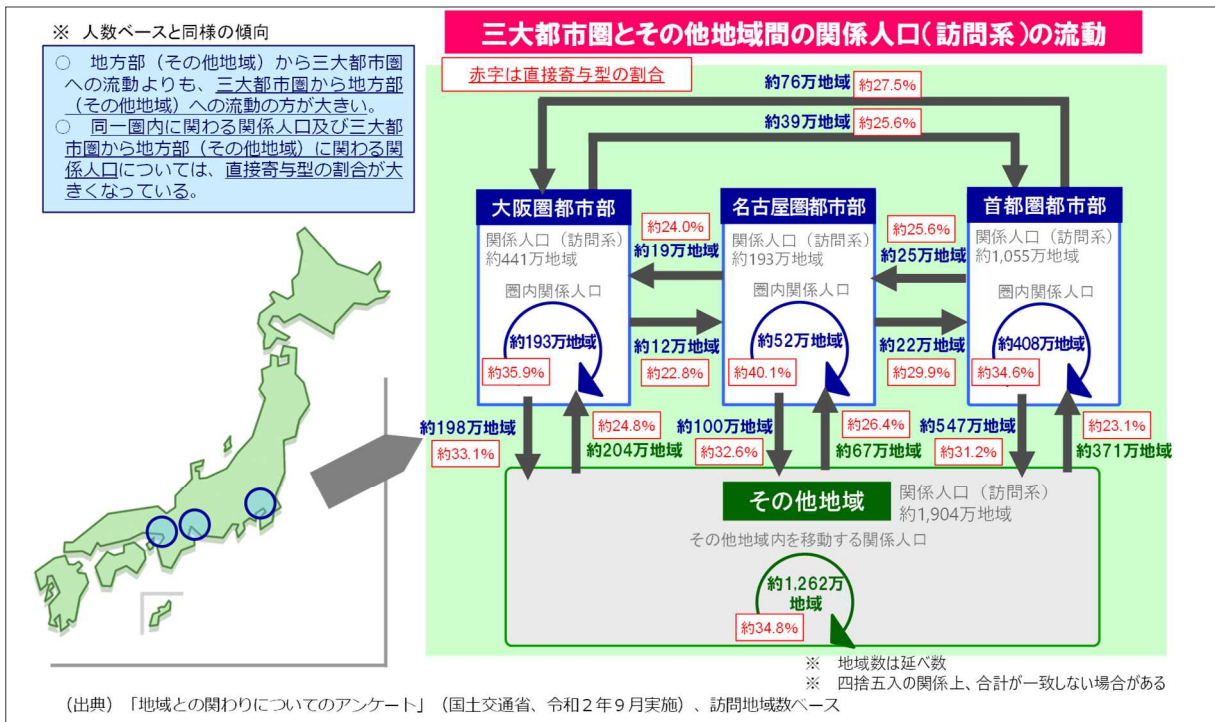 ※ 人数ベースと同様の傾向
○ 地方部（その他地域）から三大都市圏
への流動よりも、三大都市圏から地方部
（その他地域）への流動の方が大きい。
○ 同一圏内に関わる関係人口及び三大都
市圏から地方部（その他地域）に関わる関
係人口については、直接寄与型の割合が大
きくなっている。
三大都市圏とその他地域間の関係人口（訪問系）の流動
赤字は直接寄与型の割合
約76万地域 約27.5%
約39万地域 約25.6%
大阪圏都市部
関係人口（訪問系）
約441万地域
圏内関係人口
約193万地域
約35.9%
約24.0%
約19万地域
約12万地域
約22.8%
名古屋圏都市部
関係人口（訪問系）
約193万地域
圏内関係人口
約52万地域
約40.1%
約25.6%
約25万地域
約22万地域
約29.9%
首都圏都市部
関係人口（訪問系）
約1,055万地域
圏内関係人口
約408万地域
約34.6%
約198万地域
約33.1%
約24.8%
約204万地域
約100万地域
約32.6%
約26.4%
約67万地域
約547万地域
約31.2%
約23.1%
約371万地域
その他地域
関係人口（訪問系）
約1,904万地域
その他地域内を移動する関係人口
約1,262万
地域
約34.8%
※ 地域数は延べ数
※ 四捨五入の関係上、合計が一致しない場合がある
（出典）「地域との関わりについてのアンケート」（国土交通省、令和２年９月実施）、訪問地域数ベース